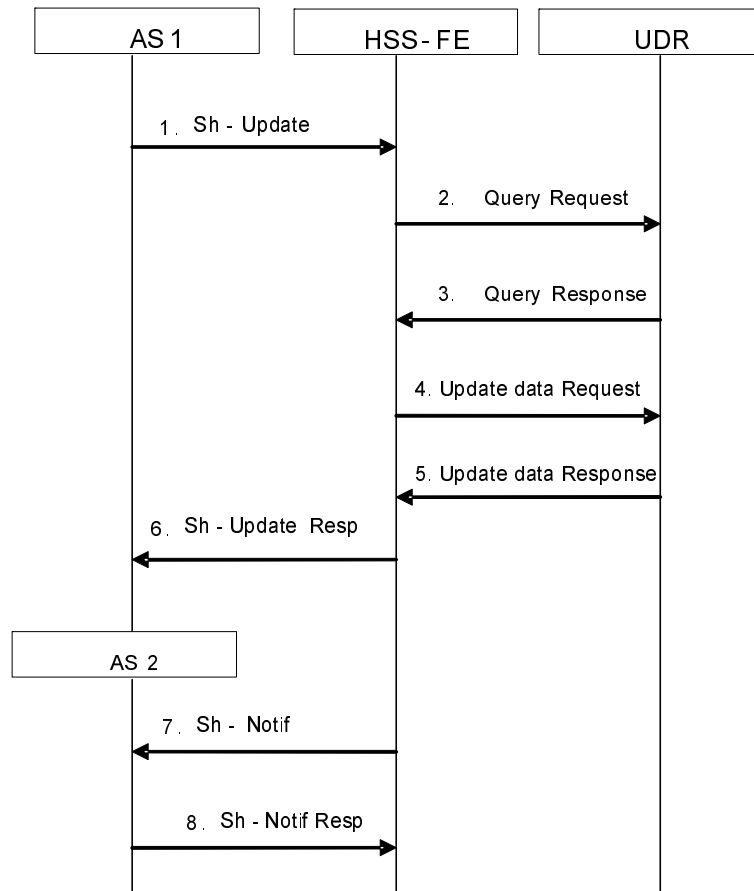 AS 1
HSS - FE
UDR
1. Sh - Update
2. Query Request
3. Query Response
4. Update data Request
5. Update data Response
6. Sh - Update Resp
AS 2
7. Sh - Notif
8. Sh - Notif Resp